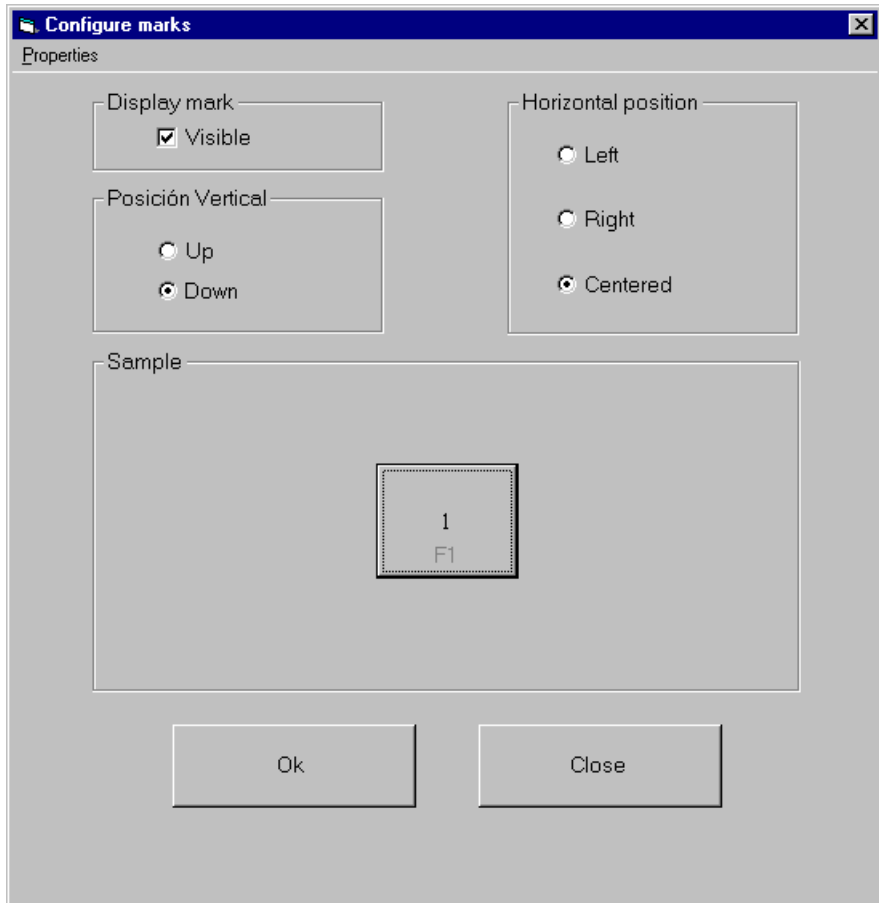 Configure marks
Properties
Display mark
Visible
Posición Vertical
Up
Down
Horizontal position
Left
Right
Centered
Sample
1
F1
Ok
Close